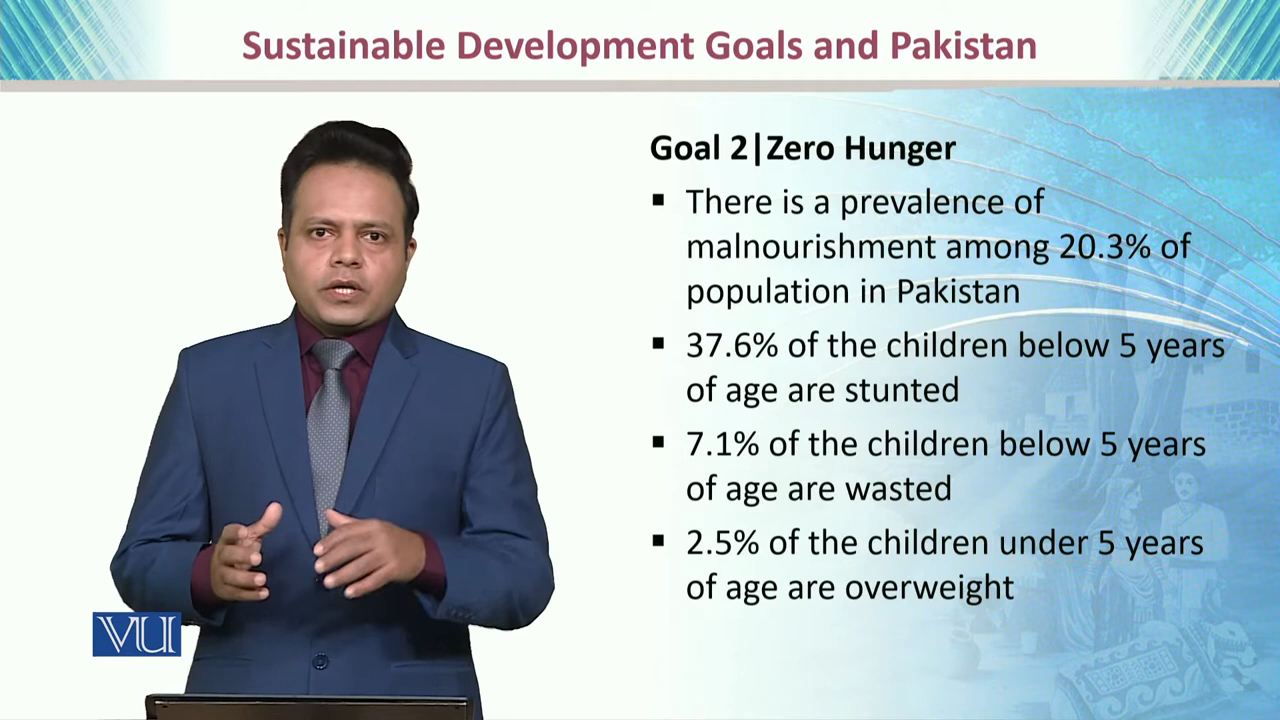 Sustainable Development Goals and Pakistan
Goal 2|Zero Hunger
▪ There is a prevalence of
malnourishment among 20.3% of
population in Pakistan
▪ 37.6% of the children below 5 years
of age are stunted
▪ 7.1% of the children below 5 years
of age are wasted
▪ 2.5% of the children under 5 years
of age are overweight
VU